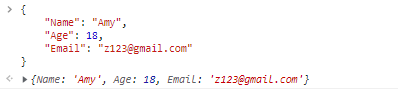 > {
"Name": "Amy",
"Age": 18,
"Email": "z123@gmail.com"
}
{Name: 'Amy', Age: 18, Email: 'z123@gmail.com'}